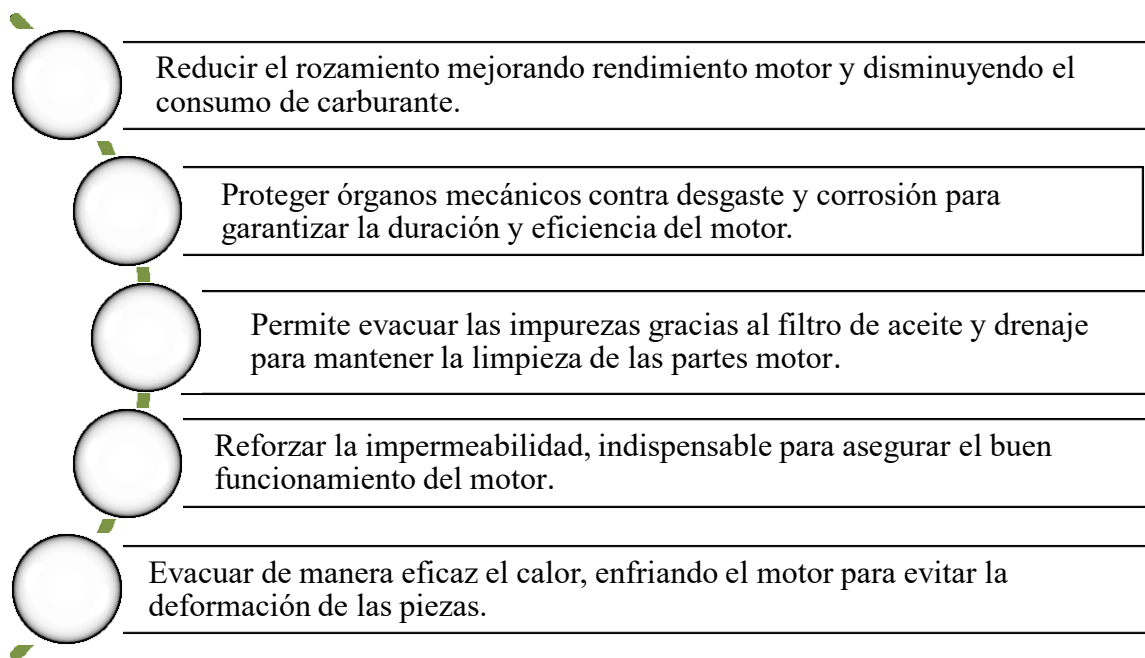 Reducir el rozamiento mejorando rendimiento motor y disminuyendo el
consumo de carburante.
Proteger órganos mecánicos contra desgaste y corrosión para
garantizar la duración y eficiencia del motor.
Permite evacuar las impurezas gracias al filtro de aceite y drenaje
para mantener la limpieza de las partes motor.
Reforzar la impermeabilidad, indispensable para asegurar el buen
funcionamiento del motor.
Evacuar de manera eficaz el calor, enfriando el motor para evitar la
deformación de las piezas.